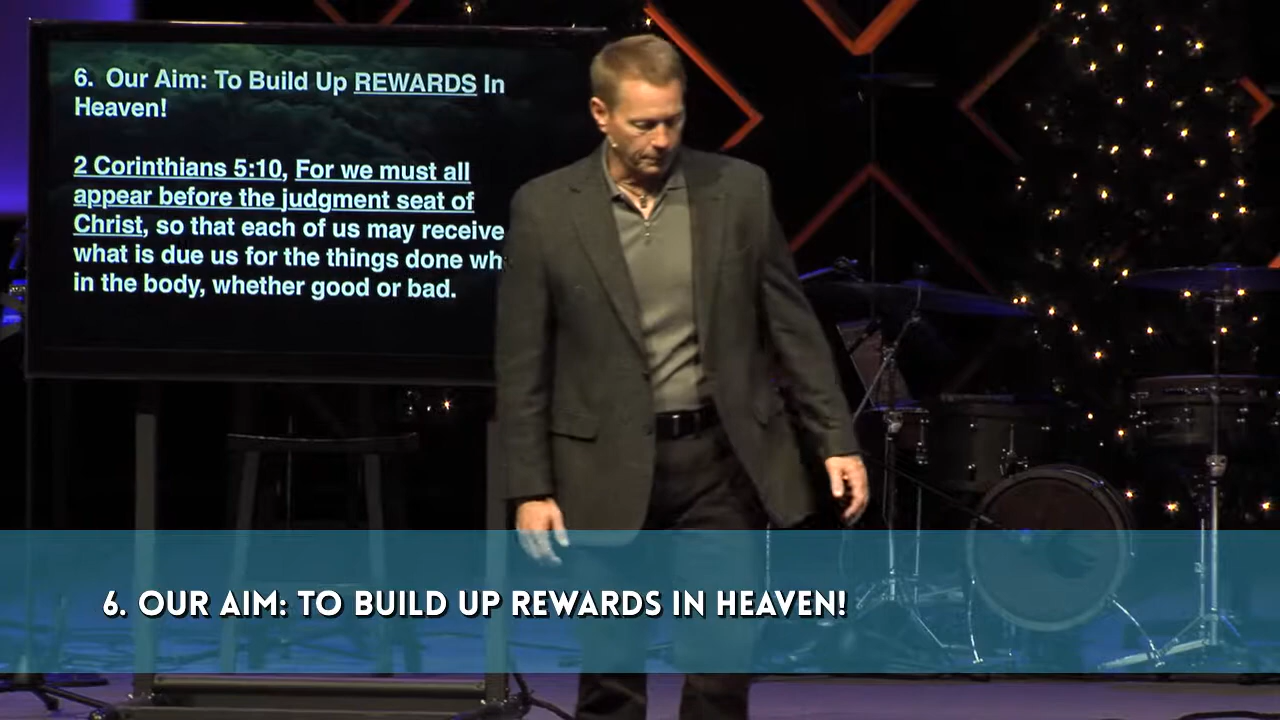 6. Our Aim: To Build Up REWARDS In
Heaven!
2 Corinthians 5:10, For we must all
appear before the judgment seat of
Christ, so that each of us may receive
what is due us for the things done
in the body, whether good or bad.
6. OUR AIM: TO BUILD UP REWARDS IN HEAVEN!